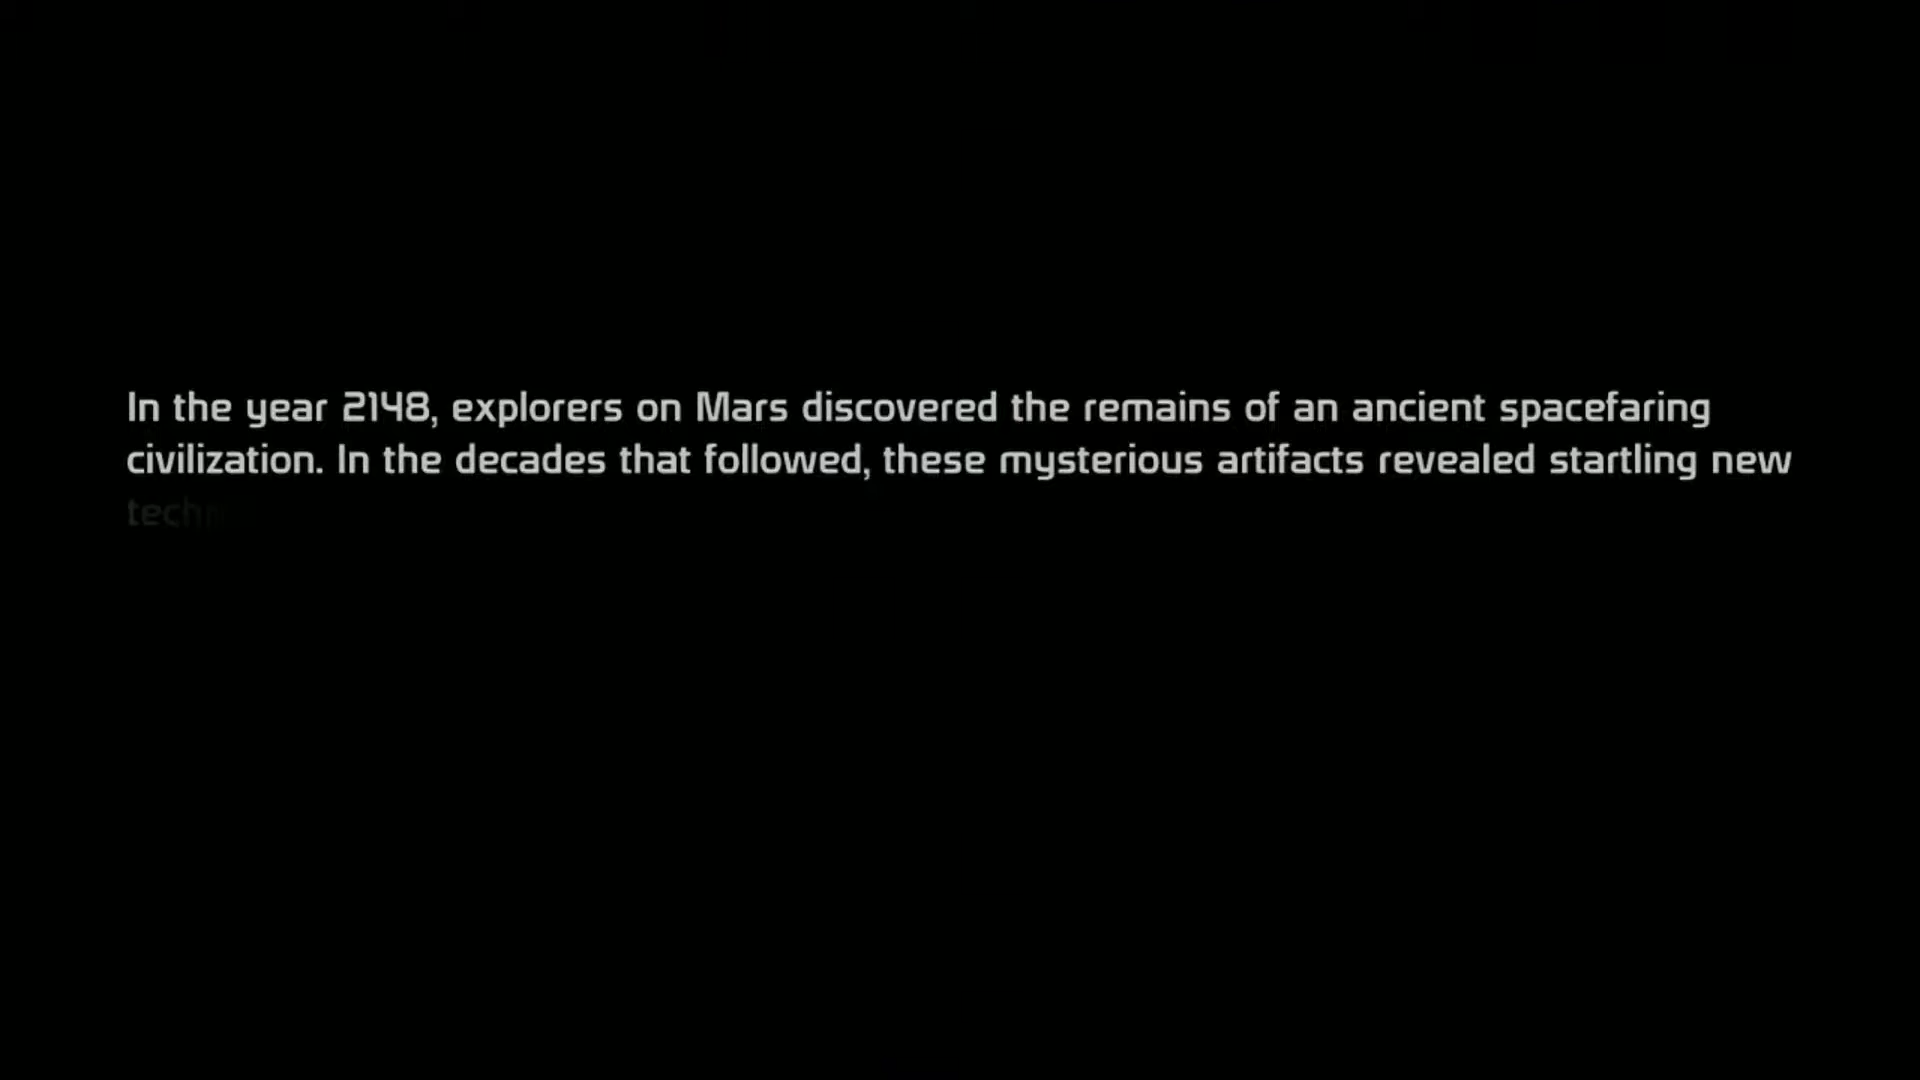 In the year 2148, explorers on Mars discovered the remains of an ancient spacefaring
civilization. In the decades that followed, these mysterious artifacts revealed startling new
tech